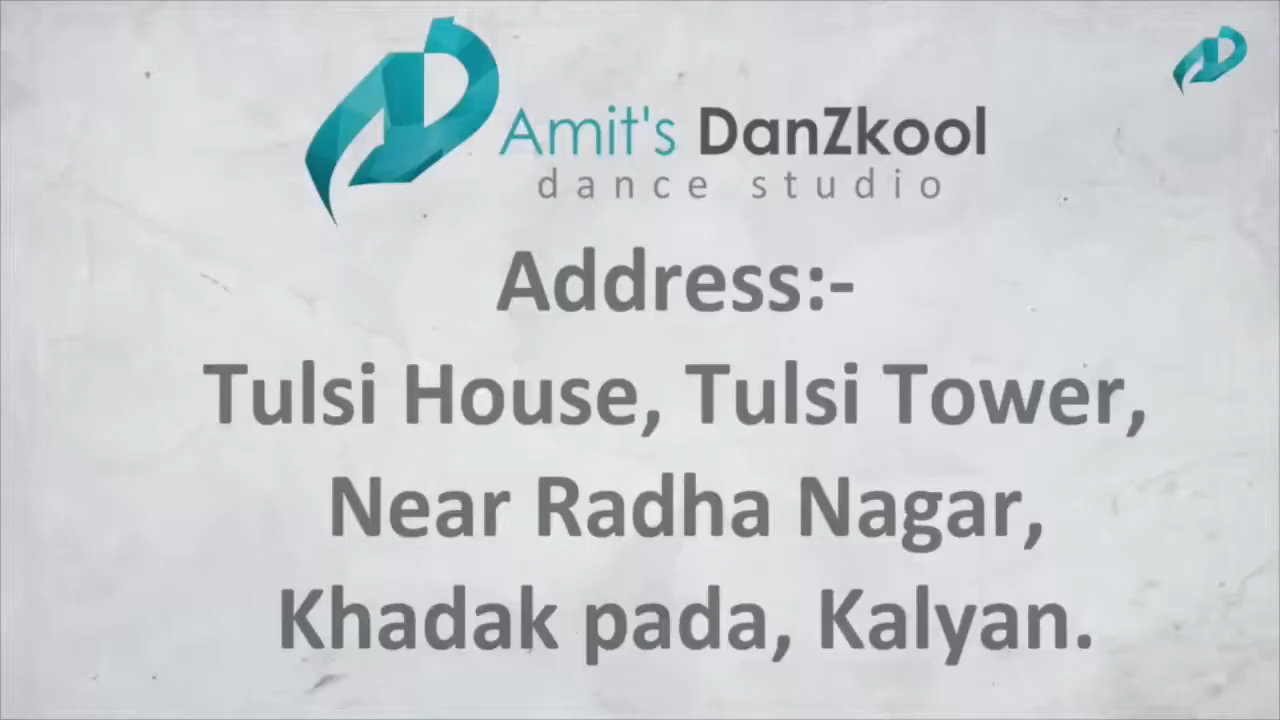 Amit's DanZkool
dance studio
Address:-
Tulsi House, Tulsi Tower,
Near Radha Nagar,
Khadak pada, Kalyan.